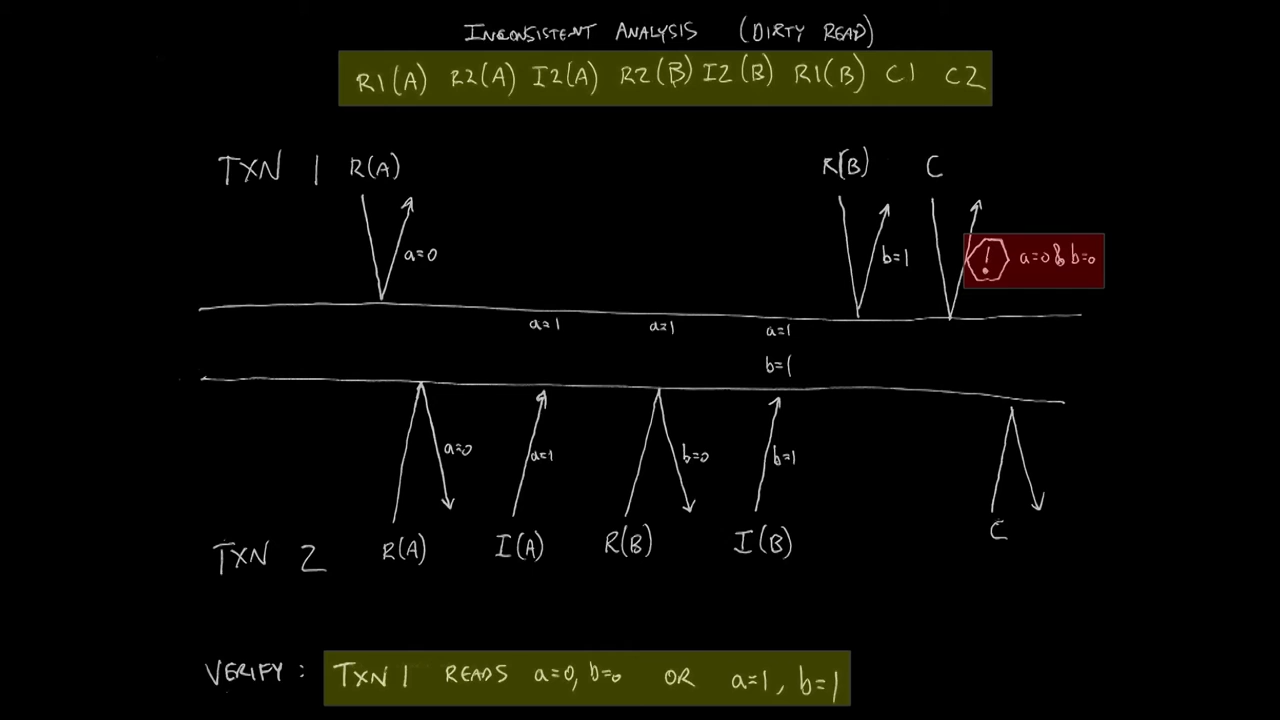 INCONSISTENT ANALYSIS (DIRTY READ)
R1(A) R2(A) I2(A) R2(B) I2(B) R1(B) C1 C2
TXN 1 R(A) R(B) C
a=0 b=1 ! a=0 & b=0
a=1 a=1 a=1
b=1
a=0 a=1 b=0 b=1
TXN 2 R(A) I(A) R(B) I(B) C
VERIFY: TXN 1 READS a=0, b=0 OR a=1, b=1